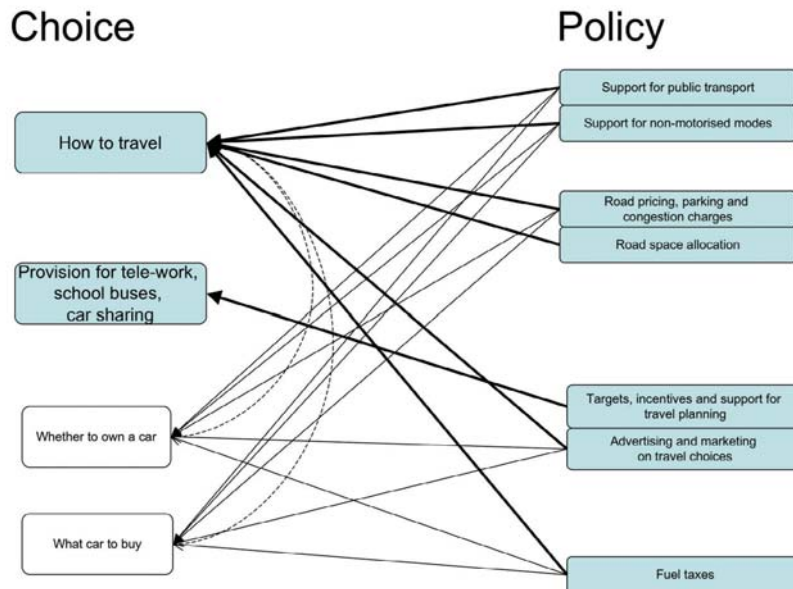 Choice
Policy
How to travel
Provision for tele-work,
school buses,
car sharing
Whether to own a car
What car to buy
Support for public transport
Support for non-motorised modes
Road pricing, parking and
congestion charges
Road space allocation
Targets, incentives and support for
travel planning
Advertising and marketing
on travel choices
Fuel taxes